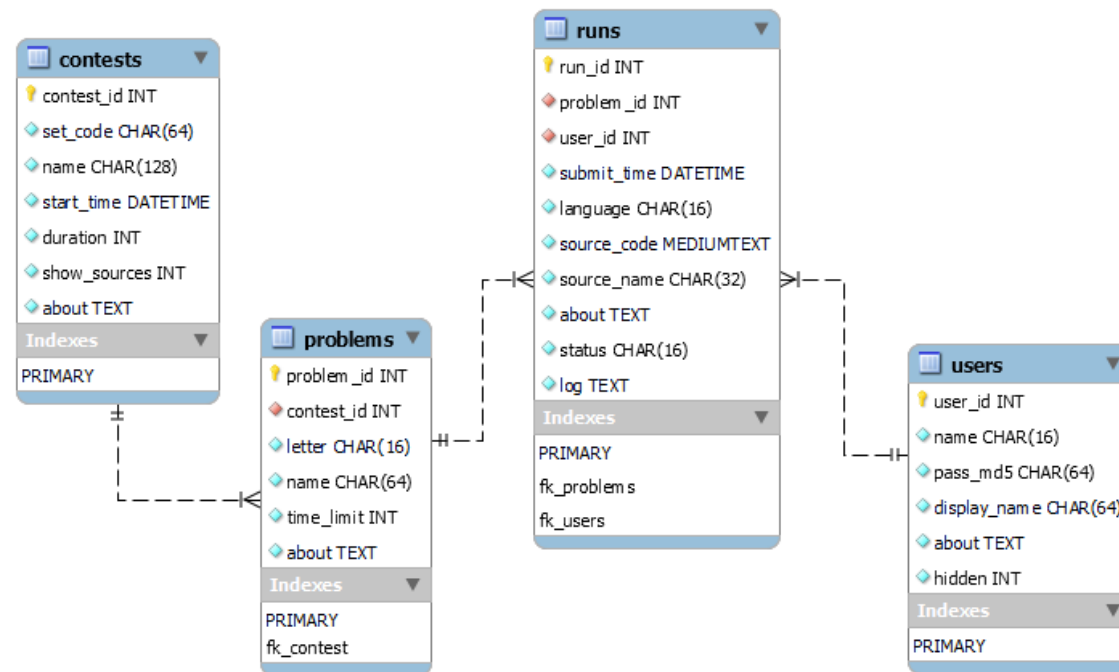 contests
contest_id INT
set_code CHAR(64)
name CHAR(128)
start_time DATETIME
duration INT
show_sources INT
about TEXT
Indexes
PRIMARY
problems
problem_id INT
contest_id INT
letter CHAR(16)
name CHAR(64)
time_limit INT
about TEXT
Indexes
PRIMARY
fk_contest
runs
run_id INT
problem_id INT
user_id INT
submit_time DATETIME
language CHAR(16)
source_code MEDIUMTEXT
source_name CHAR(32)
about TEXT
status CHAR(16)
log TEXT
Indexes
PRIMARY
fk_problems
fk_users
users
user_id INT
name CHAR(16)
pass_md5 CHAR(64)
display_name CHAR(64)
about TEXT
hidden INT
Indexes
PRIMARY